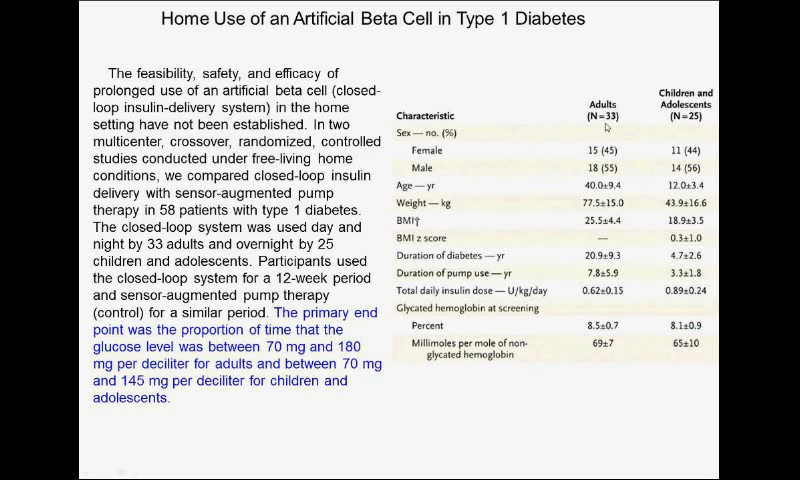 Home Use of an Artificial Beta Cell in Type 1 Diabetes
The feasibility, safety, and efficacy of
prolonged use of an artificial beta cell (closed-
loop insulin-delivery system) in the home
setting have not been established. In two
multicenter, crossover, randomized, controlled
studies conducted under free-living home
conditions, we compared closed-loop insulin
delivery with sensor-augmented pump
therapy in 58 patients with type 1 diabetes.
The closed-loop system was used day and
night by 33 adults and overnight by 25
children and adolescents. Participants used
the closed-loop system for a 12-week period
and sensor-augmented pump therapy
(control) for a similar period. The primary end
point was the proportion of time that the
glucose level was between 70 mg and 180
mg per deciliter for adults and between 70 mg
and 145 mg per deciliter for children and
adolescents.
Characteristic Adults (N=33) Children and Adolescents (N=25)
Sex — no. (%)
Female 15 (45) 11 (44)
Male 18 (55) 14 (56)
Age — yr 40.0±9.4 12.0±3.4
Weight — kg 77.5±15.0 43.9±16.6
BMI† 25.5±4.4 18.9±3.5
BMI z score — 0.3±1.0
Duration of diabetes — yr 20.9±9.3 4.7±2.6
Duration of pump use — yr 7.8±5.9 3.3±1.8
Total daily insulin dose — U/kg/day 0.62±0.15 0.89±0.24
Glycated hemoglobin at screening
Percent 8.5±0.7 8.1±0.9
Millimoles per mole of non- 69±7 65±10
glycated hemoglobin